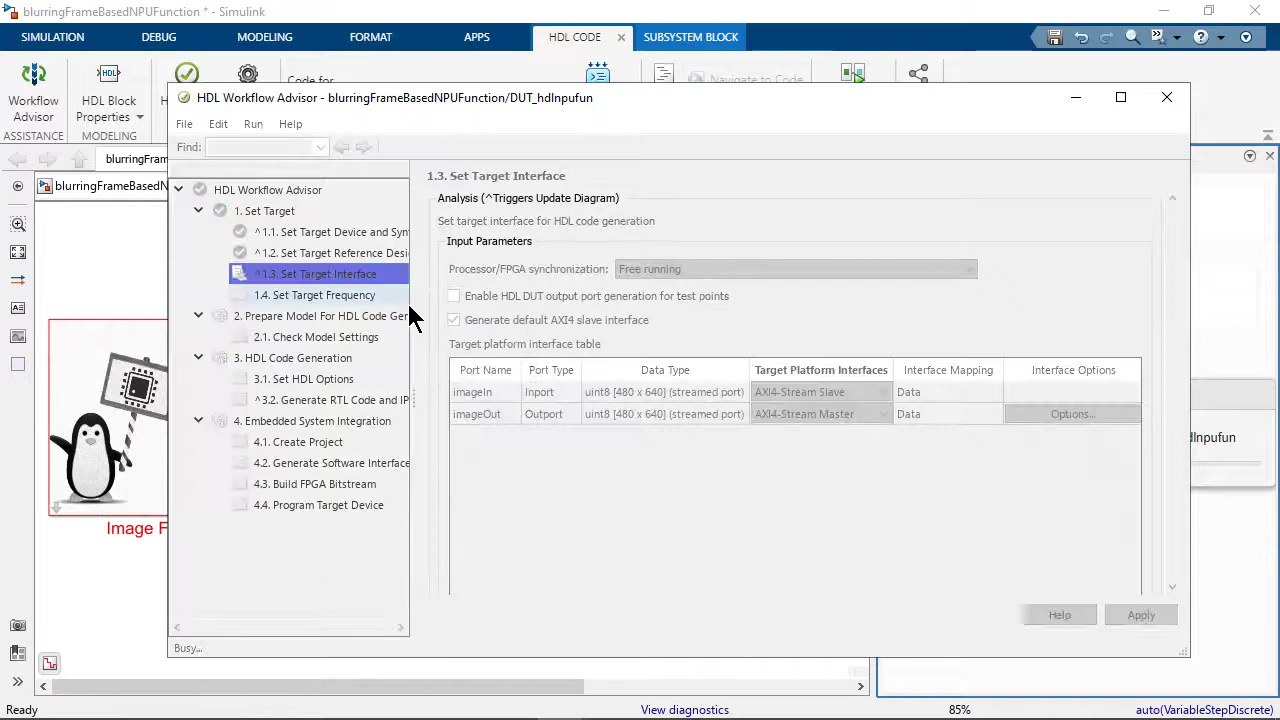 blurringFrameBasedNPUFunction * - Simulink
SIMULATION DEBUG MODELING FORMAT APPS HDL CODE SUBSYSTEM BLOCK
Code for
Navigate to Code
Workflow
Advisor
HDL Block
Properties
ASSISTANCE
MODELING
HDL Workflow Advisor - blurringFrameBasedNPUFunction/DUT_hdlnpufun
File Edit Run Help
Find:
blurringFram
blurringFrameBasedN
HDL Workflow Advisor
1. Set Target
^1.1. Set Target Device and Syn
^1.2. Set Target Reference Desi
^1.3. Set Target Interface
1.4. Set Target Frequency
2. Prepare Model For HDL Code Ger
2.1. Check Model Settings
3. HDL Code Generation
3.1. Set HDL Options
^3.2. Generate RTL Code and IP
4. Embedded System Integration
4.1. Create Project
4.2. Generate Software Interface
4.3. Build FPGA Bitstream
4.4. Program Target Device
Busy...
1.3. Set Target Interface
Analysis (^Triggers Update Diagram)
Set target interface for HDL code generation
Input Parameters
Processor/FPGA synchronization: Free running
Enable HDL DUT output port generation for test points
Generate default AXI4 slave interface
Target platform interface table
Port Name Port Type Data Type Target Platform Interfaces Interface Mapping Interface Options
imageIn Inport uint8 [480 x 640] (streamed port) AXI4-Stream Slave Data
imageOut Outport uint8 [480 x 640] (streamed port) AXI4-Stream Master Data Options...
Help Apply
Image F
dlnpufun
Ready View diagnostics 85% auto(VariableStepDiscrete)